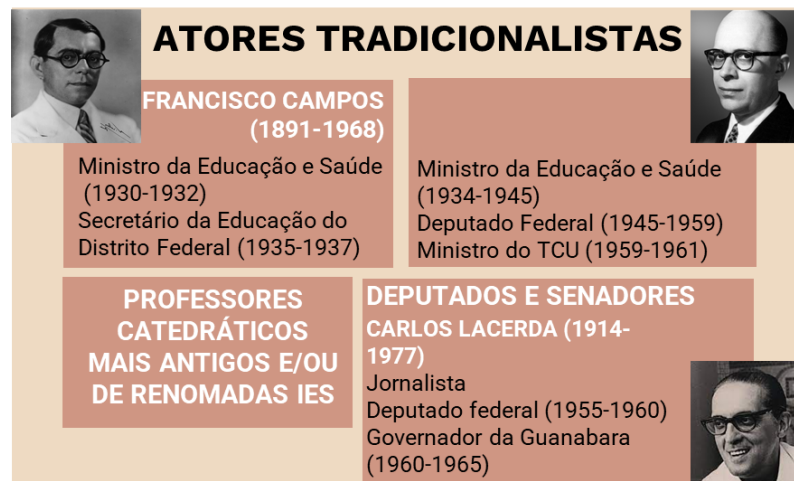 ATORES TRADICIONALISTAS
FRANCISCO CAMPOS
(1891-1968)
Ministro da Educação e Saúde
(1930-1932)
Secretário da Educação do
Distrito Federal (1935-1937)
Ministro da Educação e Saúde
(1934-1945)
Deputado Federal (1945-1959)
Ministro do TCU (1959-1961)
PROFESSORES
CATEDRÁTICOS
MAIS ANTIGOS E/OU
DE RENOMADAS IES
DEPUTADOS E SENADORES
CARLOS LACERDA (1914-
1977)
Jornalista
Deputado federal (1955-1960)
Governador da Guanabara
(1960-1965)